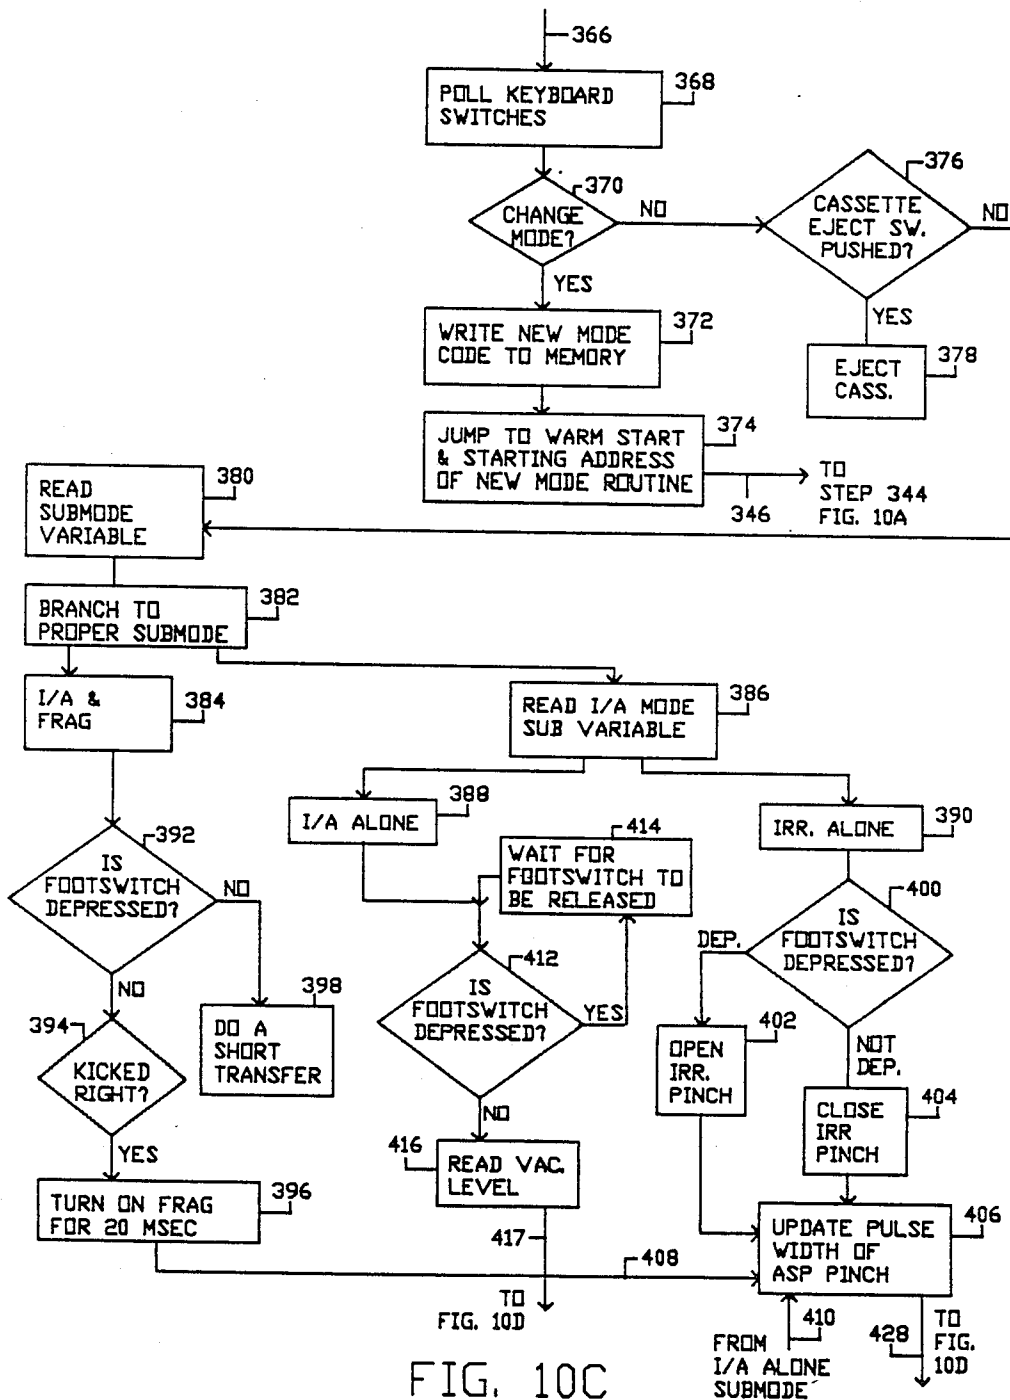 366
POLL KEYBOARD
SWITCHES
368
370
CHANGE
MODE?
NO
376
CASSETTE
EJECT SW.
PUSHED?
NO
YES
YES
WRITE NEW MODE
CODE TO MEMORY
372
EJECT
CASS.
378
JUMP TO WARM START
& STARTING ADDRESS
OF NEW MODE ROUTINE
374
346
TO
STEP 344
FIG. 10A
READ
SUBMODE
VARIABLE
380
BRANCH TO
PROPER SUBMODE
382
I/A &
FRAG
384
READ I/A MODE
SUB VARIABLE
386
I/A ALONE
388
IRR. ALONE
390
392
IS
FOOTSWITCH
DEPRESSED?
NO
NO
414
WAIT FOR
FOOTSWITCH TO
BE RELEASED
400
IS
FOOTSWITCH
DEPRESSED?
DEP.
NOT
DEP.
412
IS
FOOTSWITCH
DEPRESSED?
YES
NO
394
KICKED
RIGHT?
YES
398
DO A
SHORT
TRANSFER
402
OPEN
IRR.
PINCH
404
CLOSE
IRR
PINCH
416
READ VAC.
LEVEL
TURN ON FRAG
FOR 20 MSEC
396
417
408
UPDATE PULSE
WIDTH OF
ASP PINCH
406
TO
FIG. 10D
410
FROM
I/A ALONE
SUBMODE
428
TO
FIG.
10D
FIG. 10C